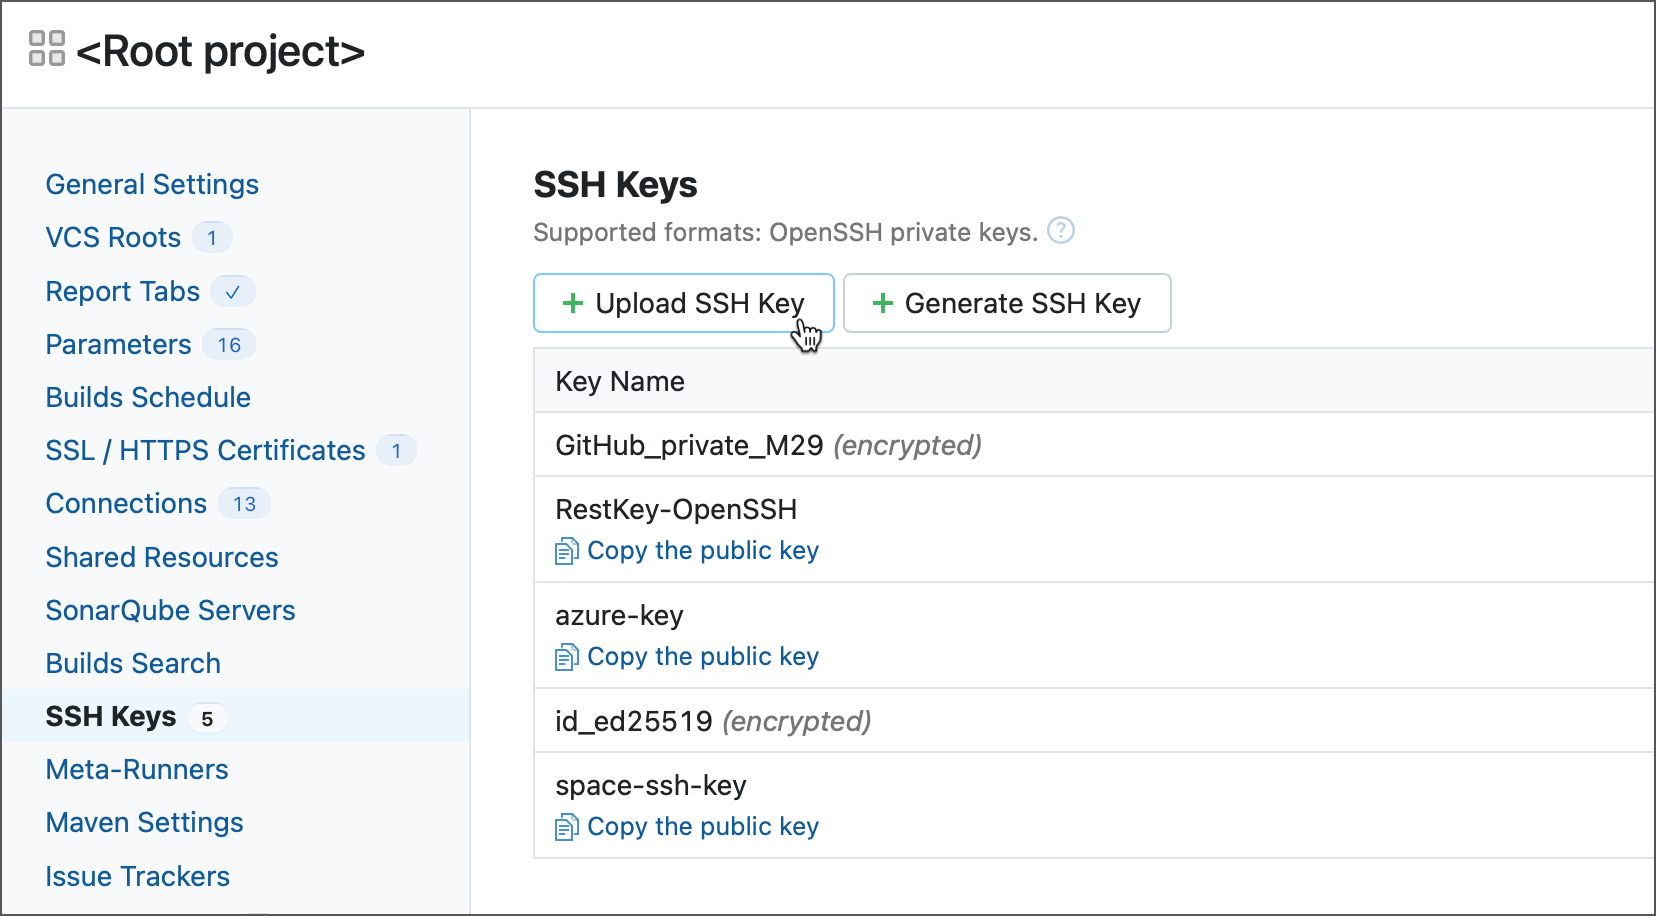 <Root project>
General Settings
VCS Roots 1
Report Tabs
Parameters 16
Builds Schedule
SSL / HTTPS Certificates 1
Connections 13
Shared Resources
SonarQube Servers
Builds Search
SSH Keys 5
Meta-Runners
Maven Settings
Issue Trackers
SSH Keys
Supported formats: OpenSSH private keys. ?
+ Upload SSH Key
+ Generate SSH Key
Key Name
GitHub_private_M29 (encrypted)
RestKey-OpenSSH
Copy the public key
azure-key
Copy the public key
id_ed25519 (encrypted)
space-ssh-key
Copy the public key